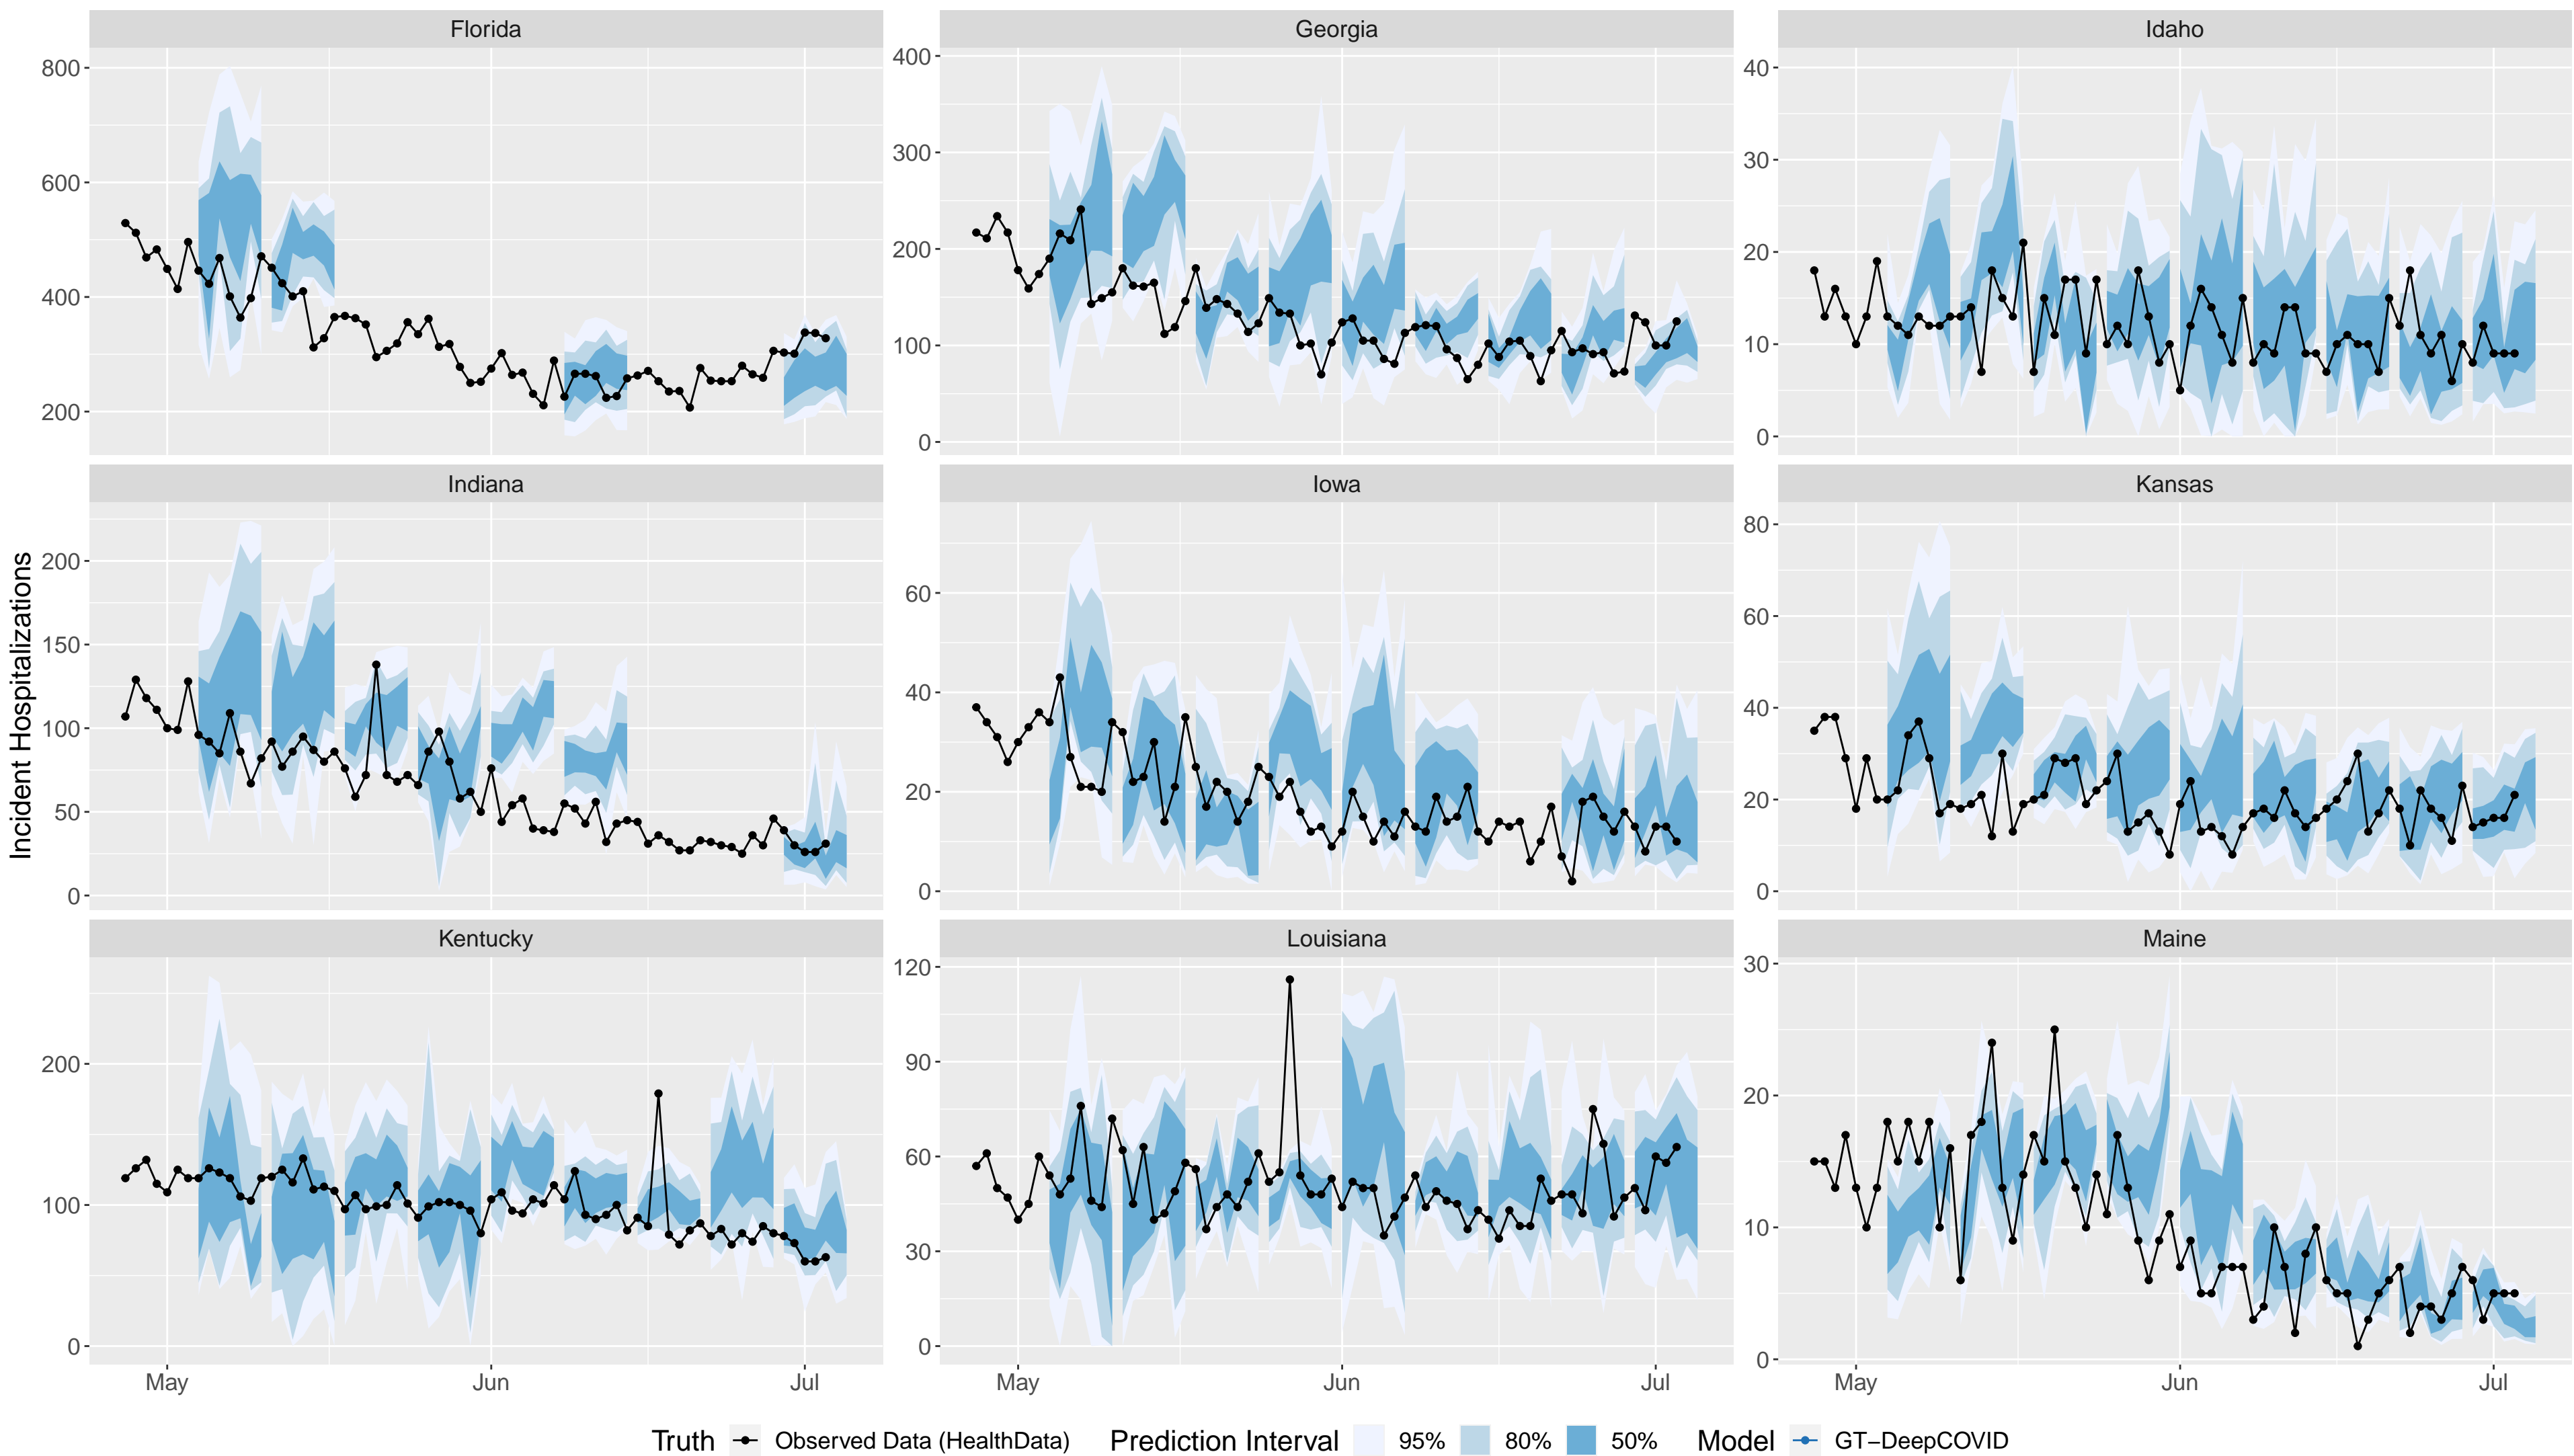 Florida
Georgia
Idaho
800
600
400
200
400
300
200
100
0
40
30
20
10
0
Indiana
Iowa
Kansas
Incident Hospitalizations
200
150
100
50
0
60
40
20
0
80
60
40
20
0
Kentucky
Louisiana
Maine
200
100
0
120
90
60
30
0
30
20
10
0
May Jun Jul
May Jun Jul
May Jun Jul
Truth Observed Data (HealthData) Prediction Interval 95% 80% 50% Model GT−DeepCOVID